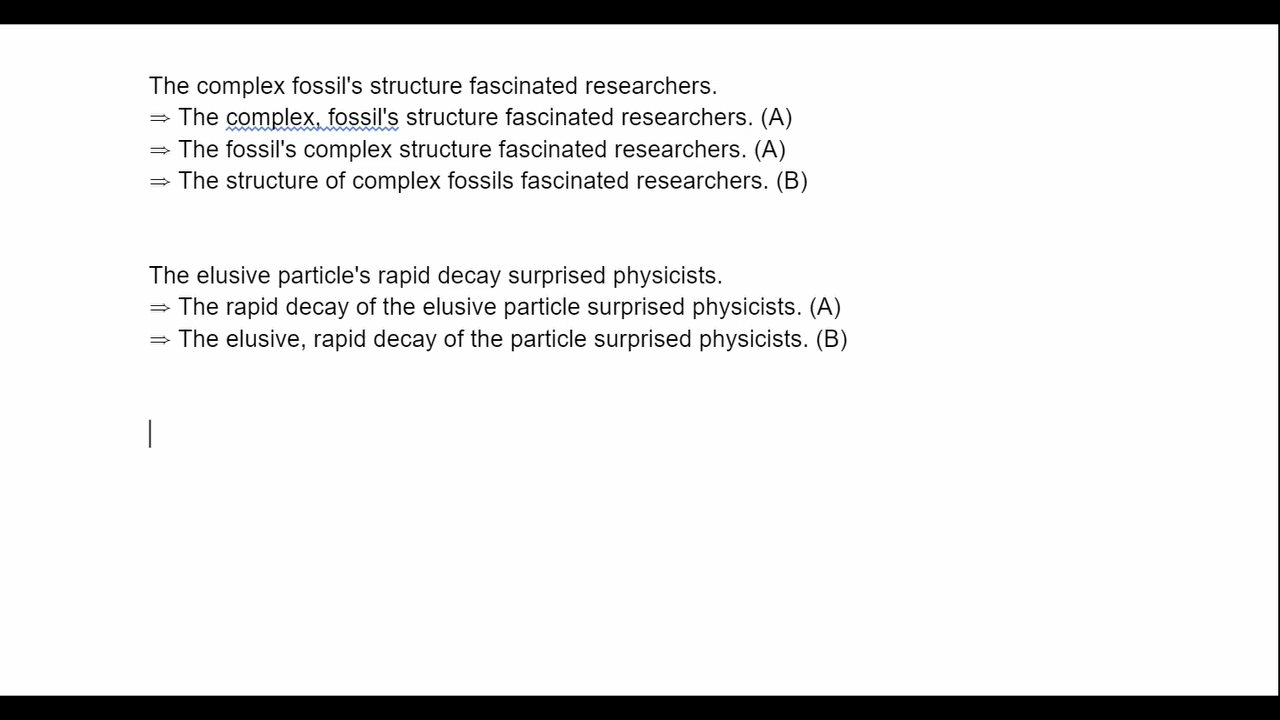 The complex fossil's structure fascinated researchers.
⇒ The complex, fossil's structure fascinated researchers. (A)
⇒ The fossil's complex structure fascinated researchers. (A)
⇒ The structure of complex fossils fascinated researchers. (B)
The elusive particle's rapid decay surprised physicists.
⇒ The rapid decay of the elusive particle surprised physicists. (A)
⇒ The elusive, rapid decay of the particle surprised physicists. (B)